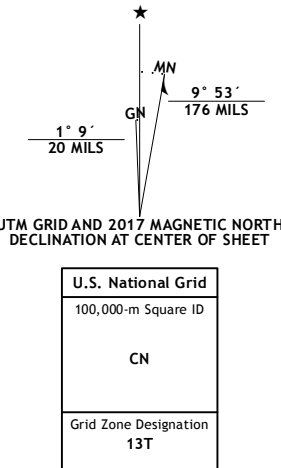 ★
MN
9° 53´
176 MILS
GN
1° 9´
20 MILS
UTM GRID AND 2017 MAGNETIC NORTH
DECLINATION AT CENTER OF SHEET
U.S. National Grid
100,000-m Square ID
CN
Grid Zone Designation
13T